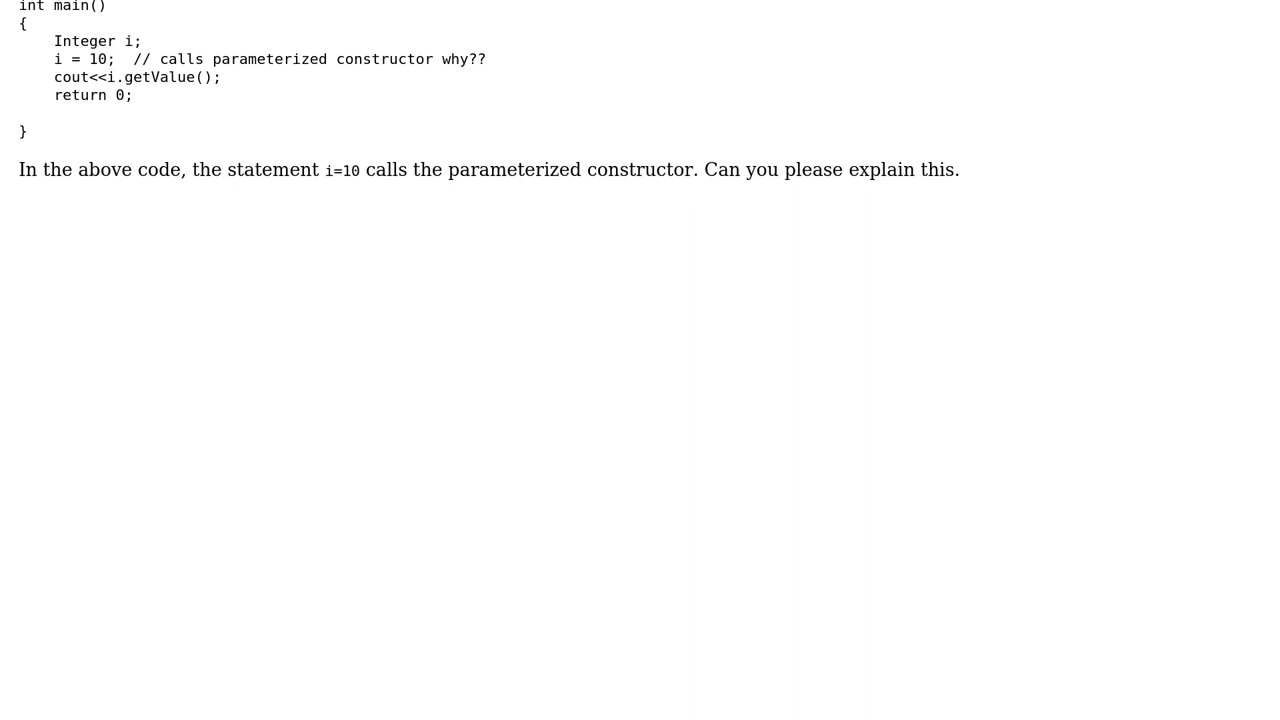 int main()
{
    Integer i;
    i = 10;  // calls parameterized constructor why??
    cout<<i.getValue();
    return 0;

}
In the above code, the statement i=10 calls the parameterized constructor. Can you please explain this.